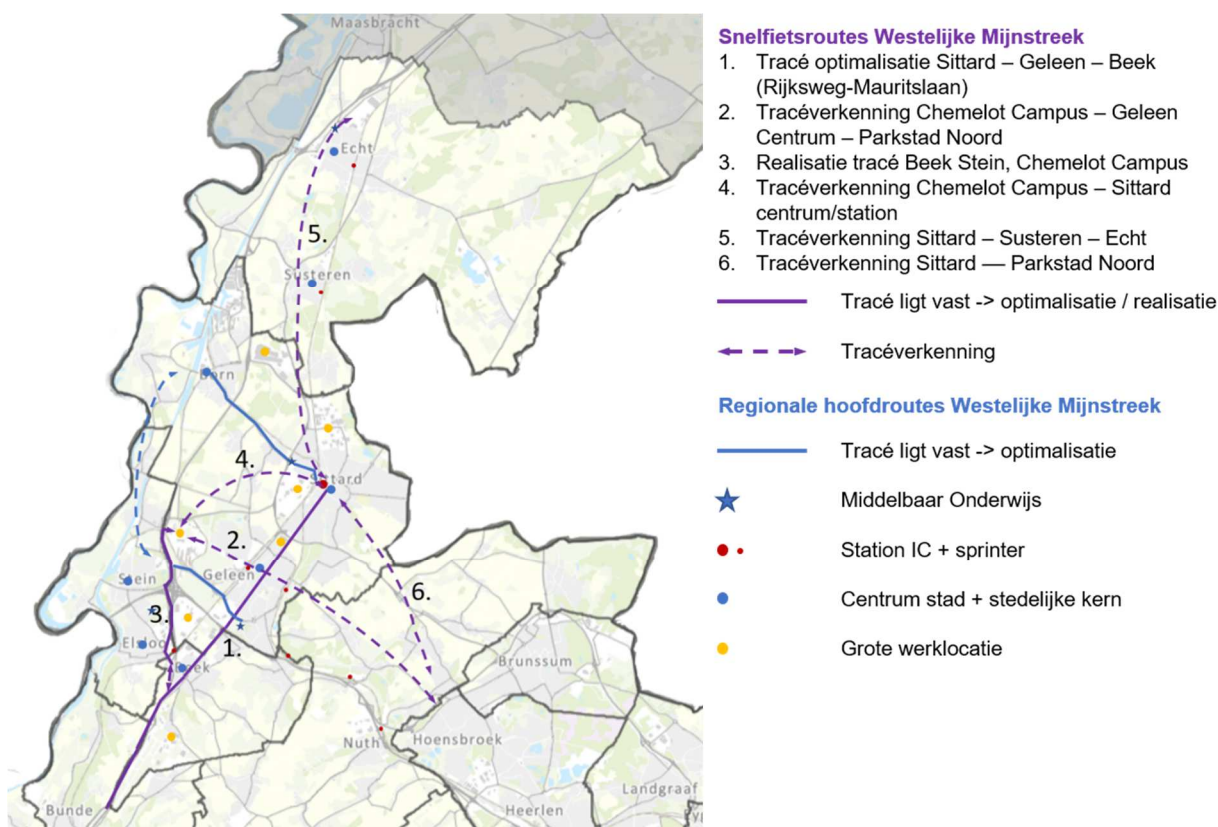 Maasbracht
Echt
5.
Susteren
Born
4.
Sittard
2.
Stein
Geleen
6.
3.
Elsloo
1.
Beek
Brunssum
Nuth
Hoensbroek
Landgraaf
Bunde
Heerlen
Snelfietsroutes Westelijke Mijnstreek
1. Tracé optimalisatie Sittard – Geleen – Beek
(Rijksweg-Mauritslaan)
2. Tracéverkenning Chemelot Campus – Geleen
Centrum – Parkstad Noord
3. Realisatie tracé Beek Stein, Chemelot Campus
4. Tracéverkenning Chemelot Campus – Sittard
centrum/station
5. Tracéverkenning Sittard – Susteren – Echt
6. Tracéverkenning Sittard — Parkstad Noord
Tracé ligt vast -> optimalisatie / realisatie
Tracéverkenning
Regionale hoofdroutes Westelijke Mijnstreek
Tracé ligt vast -> optimalisatie
Middelbaar Onderwijs
Station IC + sprinter
Centrum stad + stedelijke kern
Grote werklocatie